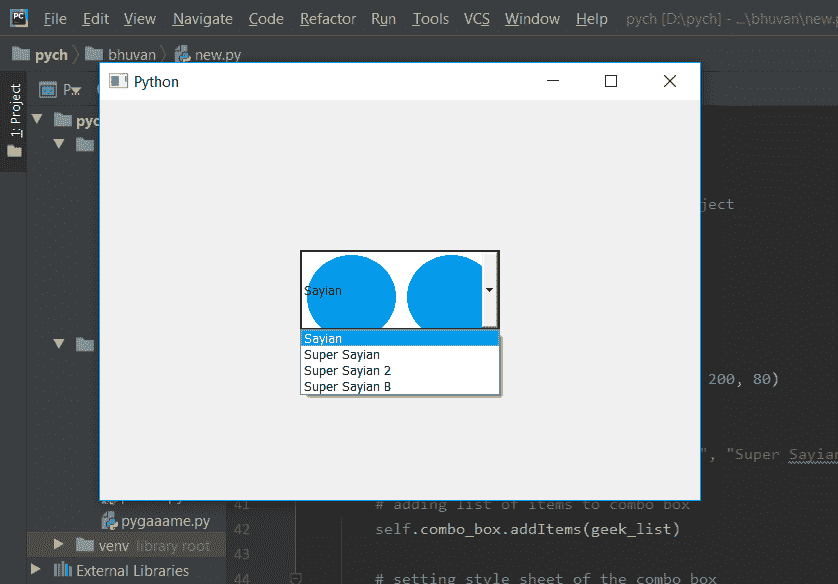 PC File Edit View Navigate Code Refactor Run Tools VCS Window Help pych [D:\pych] - ...\bhuvan\new.p
pych bhuvan new.py
Python
1: Project
P...
pyc
ject
Sayian
Sayian
Super Sayian
Super Sayian 2
Super Sayian B
200, 80)
", "Super Sayian
41 # adding list of items to combo box
pygaaame.py
42 self.combo_box.addItems(geek_list)
venv library root
43
External Libraries
44 # setting style sheet of the combo box